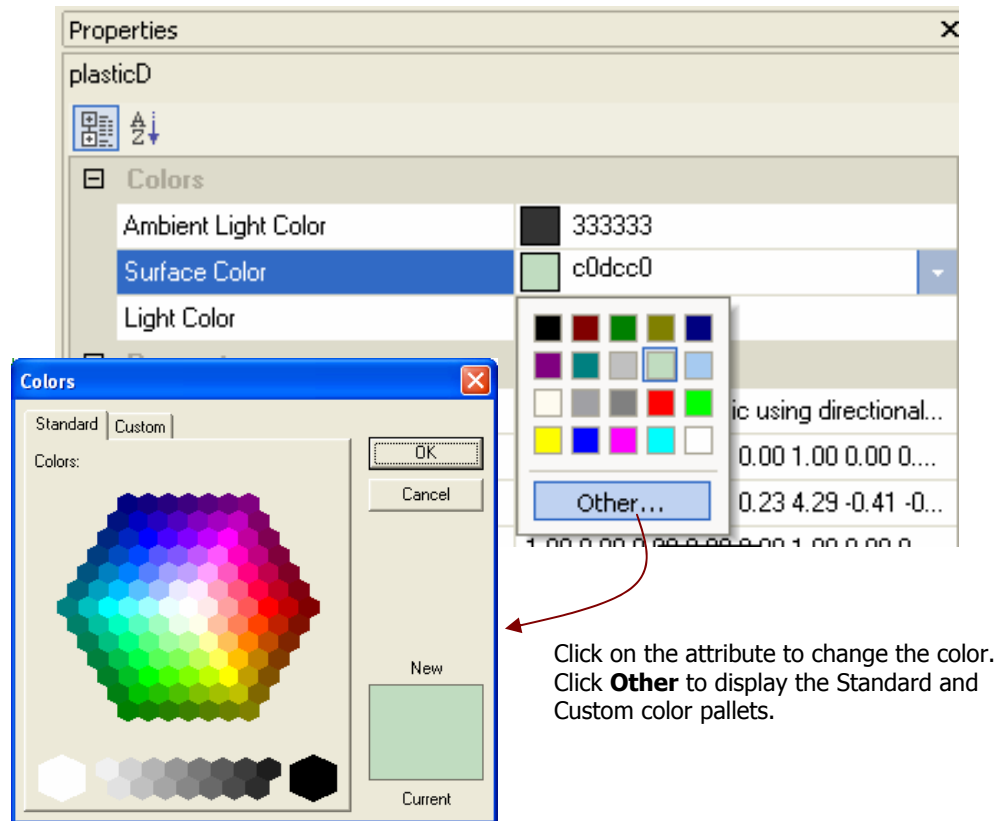 Properties
plasticD
A
Z
Colors
Ambient Light Color 333333
Surface Color c0dcc0
Light Color
ic using directional...
0.00 1.00 0.00 0....
Other... 0.23 4.29 -0.41 -0...
Colors
Standard Custom
Colors:
OK
Cancel
New
Current
Click on the attribute to change the color.
Click Other to display the Standard and
Custom color pallets.